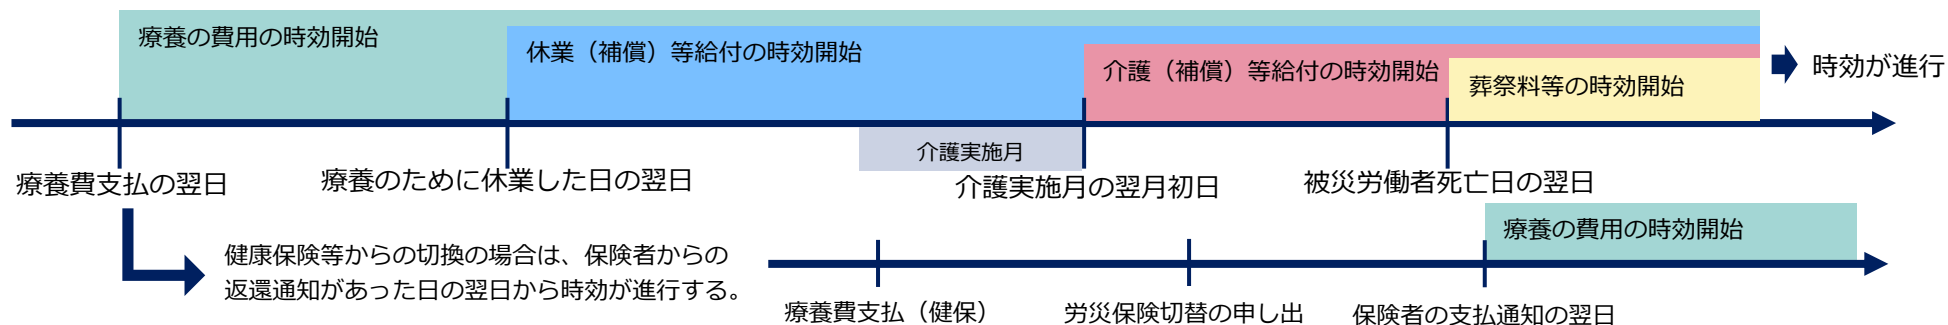 療養の費用の時効開始
休業（補償）等給付の時効開始
介護（補償）等給付の時効開始
葬祭料等の時効開始
時効が進行
介護実施月
療養費支払の翌日
療養のために休業した日の翌日
介護実施月の翌月初日
被災労働者死亡日の翌日
健康保険等からの切換の場合は、保険者からの
返還通知があった日の翌日から時効が進行する。
療養の費用の時効開始
療養費支払（健保）
労災保険切替の申し出
保険者の支払通知の翌日